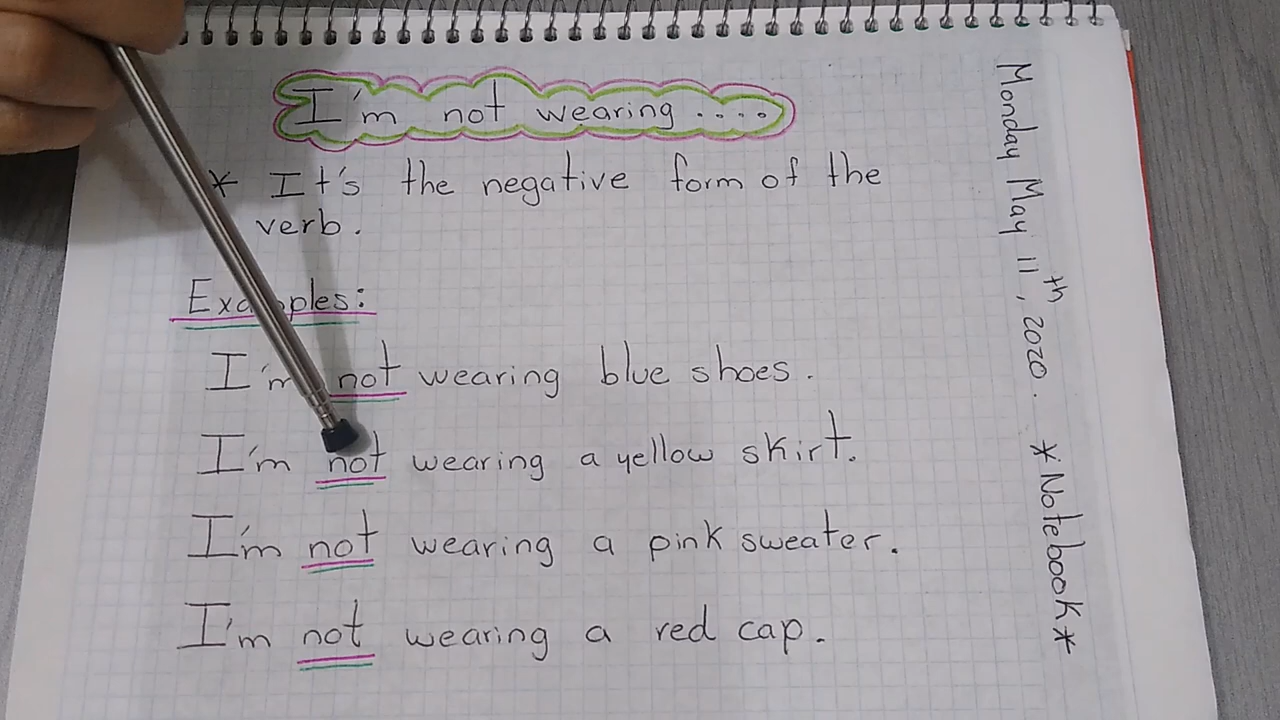 I'm not wearing....
* It's the negative form of the
verb.
Examples:
I'm not wearing blue shoes.
I'm not wearing a yellow skirt.
I'm not wearing a pink sweater.
I'm not wearing a red cap.
Monday May 11th, 2020. *Notebook*